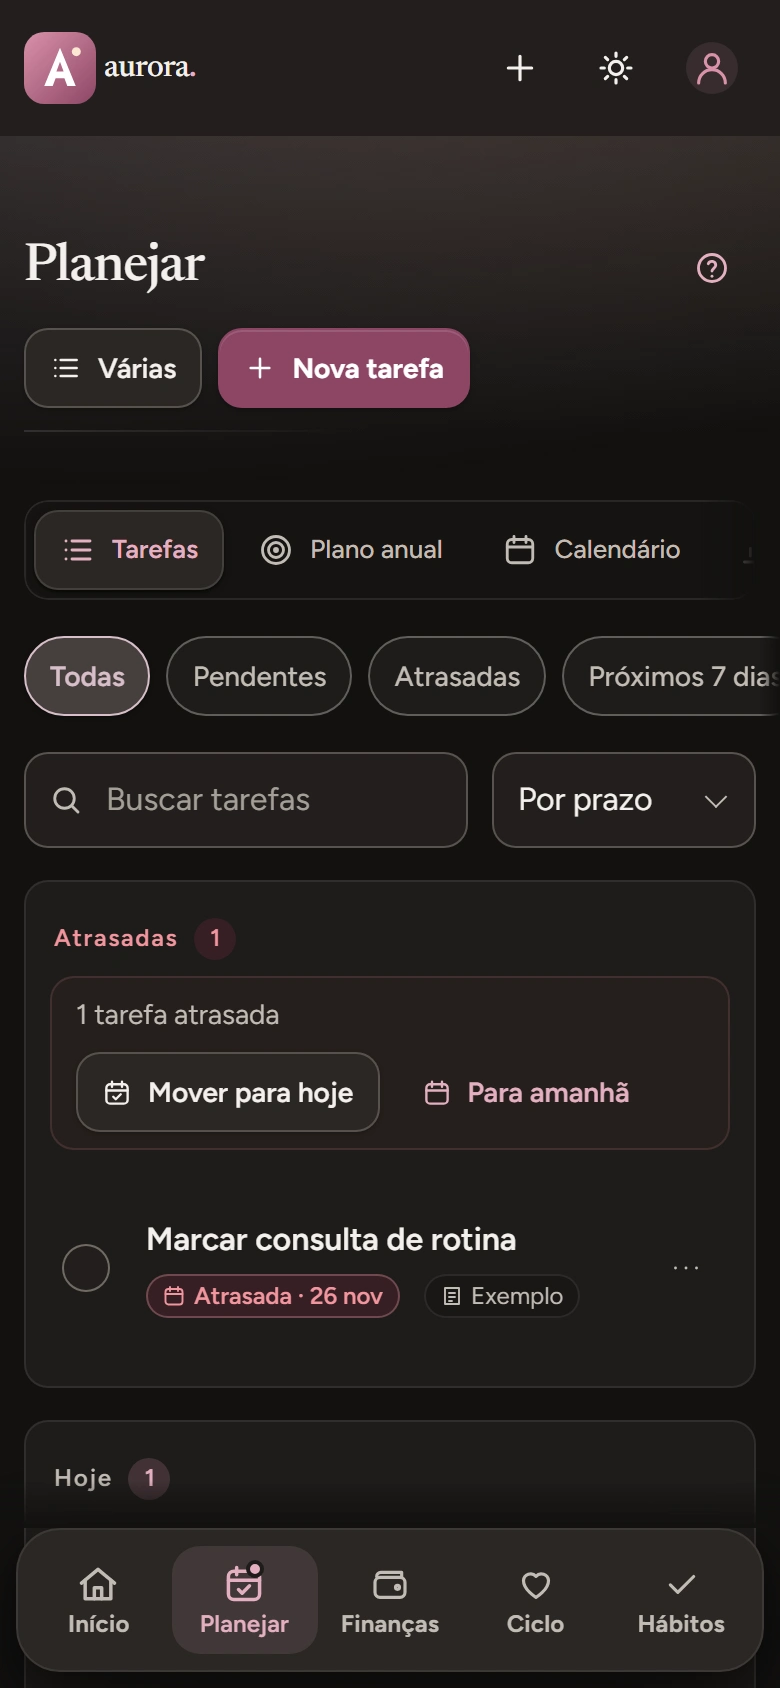 A
aurora.
Planejar
Várias
Nova tarefa
Tarefas
Plano anual
Calendário
Todas
Pendentes
Atrasadas
Próximos 7 dias
Buscar tarefas
Por prazo
Atrasadas 1
1 tarefa atrasada
Mover para hoje
Para amanhã
Marcar consulta de rotina
Atrasada · 26 nov
Exemplo
Hoje 1
Início
Planejar
Finanças
Ciclo
Hábitos